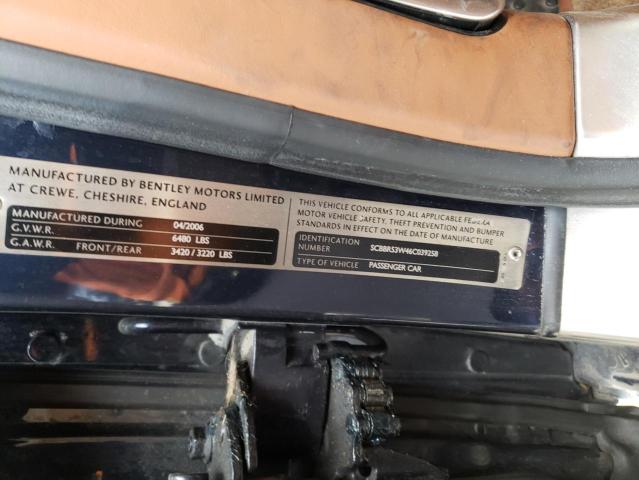 MANUFACTURED BY BENTLEY MOTORS LIMITED
AT CREWE, CHESHIRE, ENGLAND
MANUFACTURED DURING 04/2006
G.V.W.R. 6480 LBS
G.A.W.R. FRONT/REAR 3420 / 3220 LBS
THIS VEHICLE CONFORMS TO ALL APPLICABLE FEDERAL
MOTOR VEHICLE SAFETY, THEFT PREVENTION AND BUMPER
STANDARDS IN EFFECT ON THE DATE OF MANUFACTURE
IDENTIFICATION
NUMBER SCBBR53W46C039258
TYPE OF VEHICLE PASSENGER CAR